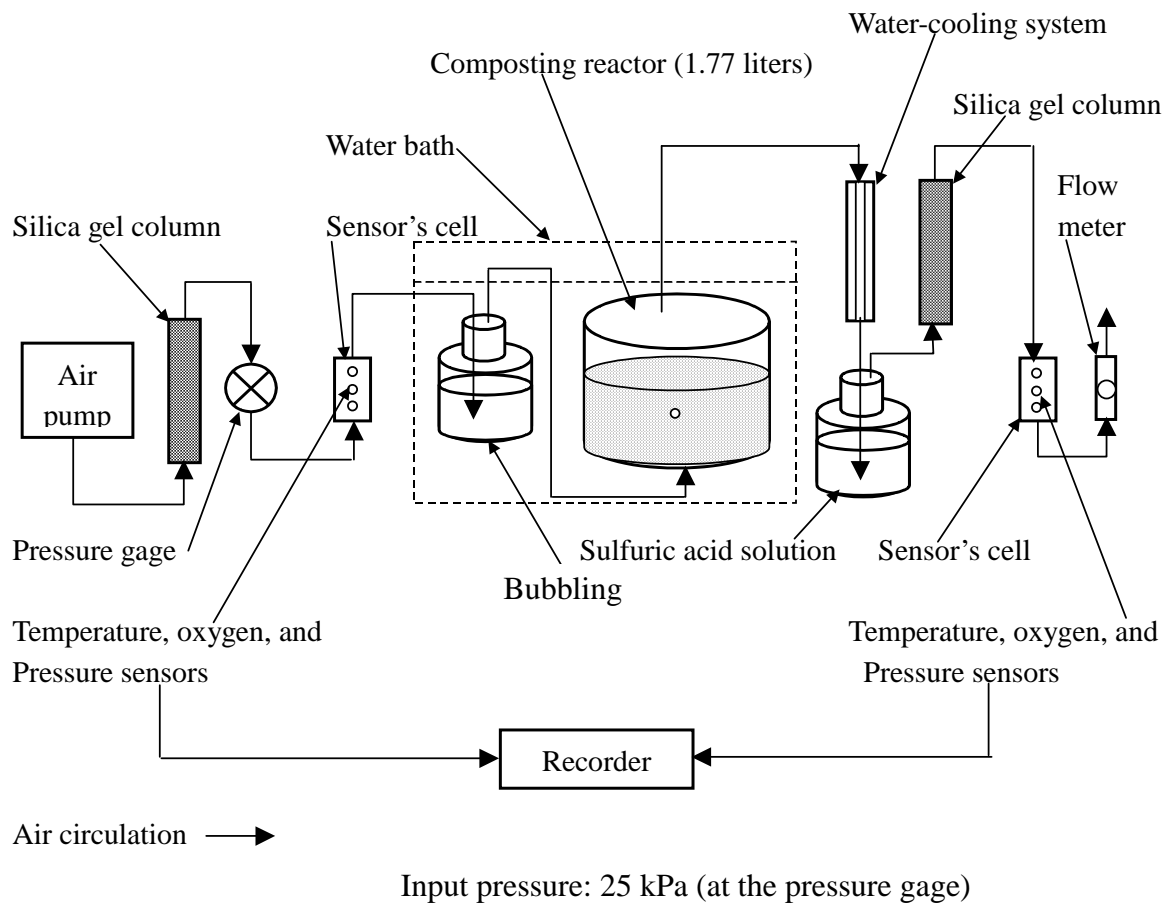 Water-cooling
system
Composting reactor (1.77 liters)
Silica gel
column
Water bath
Flow
meter
Silica gel column
Sensor’s cell
Air
pump
Pressure gage
Sulfuric acid solution
Sensor’s cell
Bubbling
Temperature, oxygen, and
Pressure sensors
Temperature, oxygen, and
Pressure sensors
Recorder
Air circulation
Input pressure: 25 kPa (at the pressure gage)